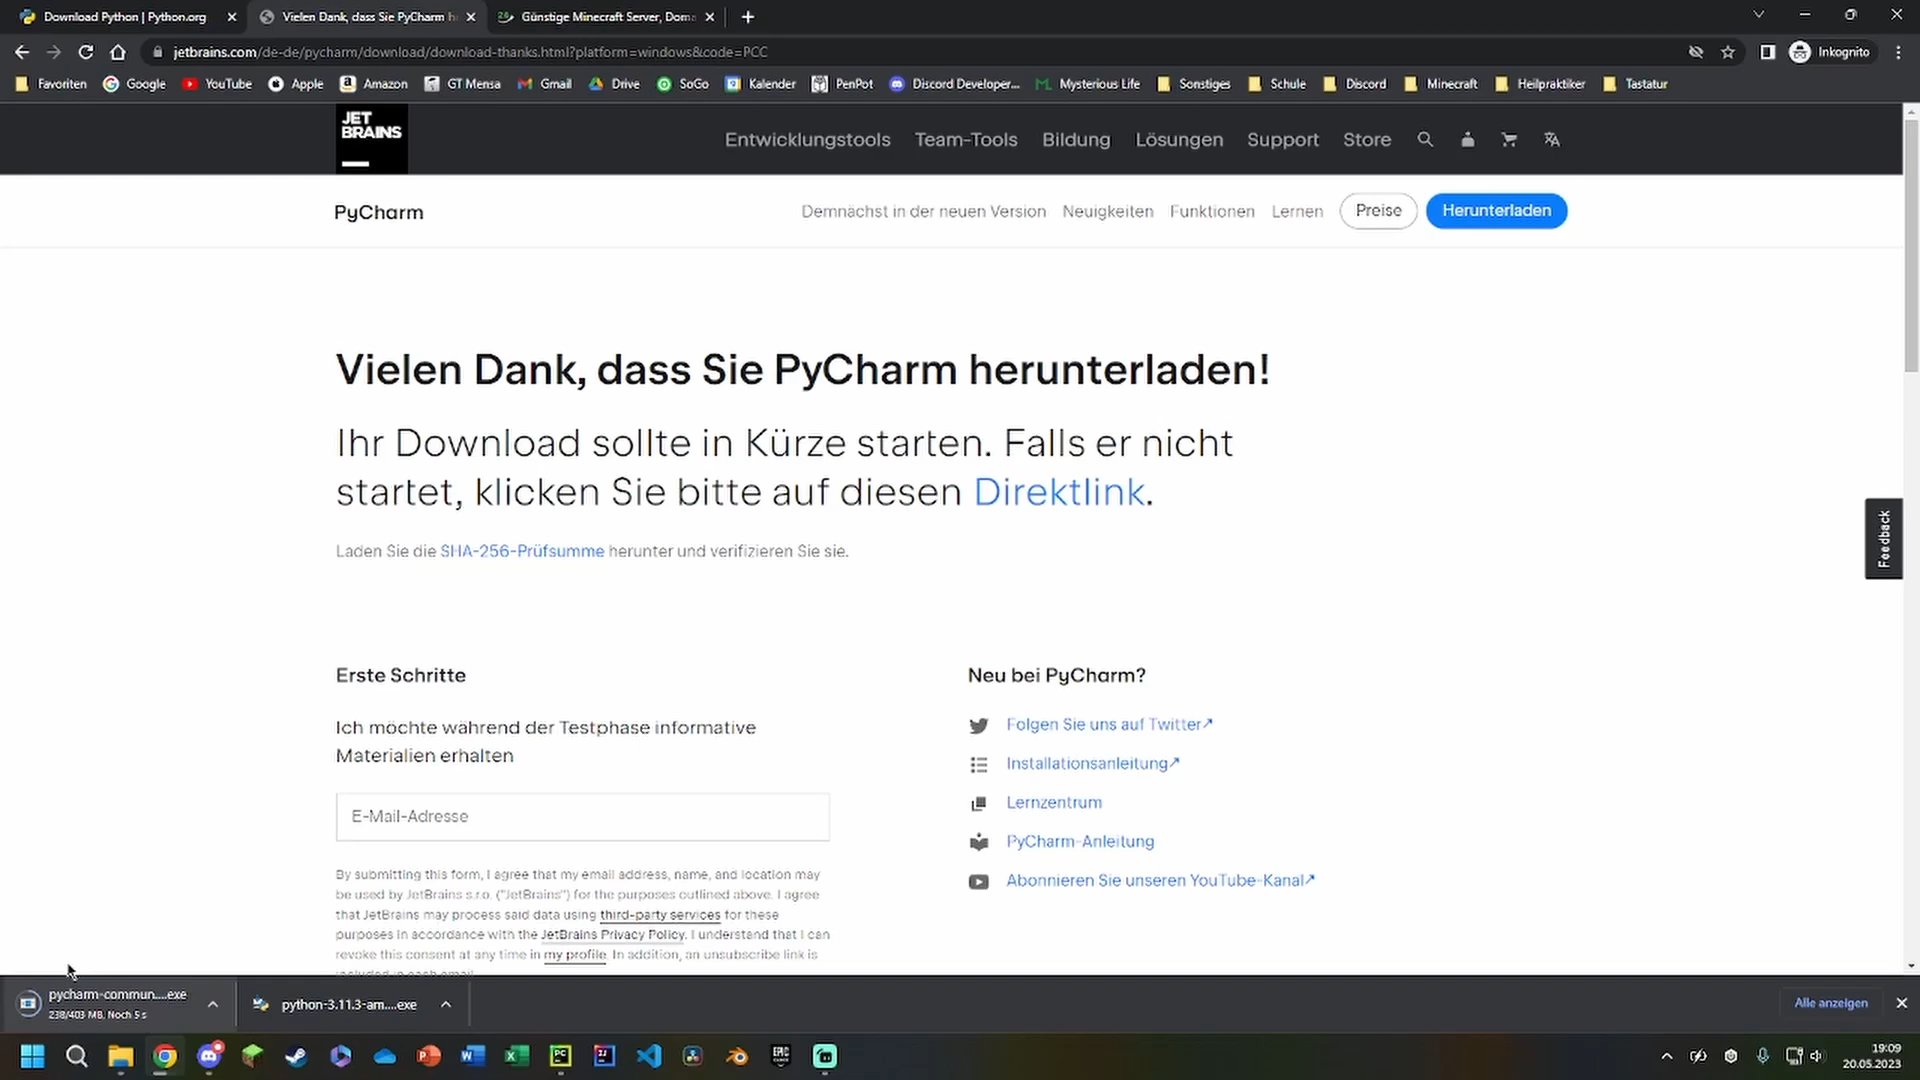 Download Python | Python.org
Vielen Dank, dass Sie PyCharm h
Günstige Minecraft Server, Dom
jetbrains.com/de-de/pycharm/download/download-thanks.html?platform=windows&code=PCC
Inkognito
Favoriten
Google
YouTube
Apple
Amazon
GT Mensa
Gmail
Drive
SoGo
Kalender
PenPot
Discord Developer...
Mysterious Life
Sonstiges
Schule
Discord
Minecraft
Heilpraktiker
Tastatur
JET
BRAINS
Entwicklungstools
Team-Tools
Bildung
Lösungen
Support
Store
PyCharm
Demnächst in der neuen Version
Neuigkeiten
Funktionen
Lernen
Preise
Herunterladen
Vielen Dank, dass Sie PyCharm herunterladen!
Ihr Download sollte in Kürze starten. Falls er nicht
startet, klicken Sie bitte auf diesen Direktlink.
Laden Sie die SHA-256-Prüfsumme herunter und verifizieren Sie sie.
Feedback
Erste Schritte
Ich möchte während der Testphase informative
Materialien erhalten
E-Mail-Adresse
By submitting this form, I agree that my email address, name, and location may
be used by JetBrains s.r.o. ("JetBrains") for the purposes outlined above. I agree
that JetBrains may process said data using third-party services for these
purposes in accordance with the JetBrains Privacy Policy. I understand that I can
revoke this consent at any time in my profile. In addition, an unsubscribe link is
included in each email.
Neu bei PyCharm?
Folgen Sie uns auf Twitter↗
Installationsanleitung↗
Lernzentrum
PyCharm-Anleitung
Abonnieren Sie unseren YouTube-Kanal↗
pycharm-commun....exe
238/403 MB, Noch 5 s
python-3.11.3-am....exe
Alle anzeigen
19:09
20.05.2023